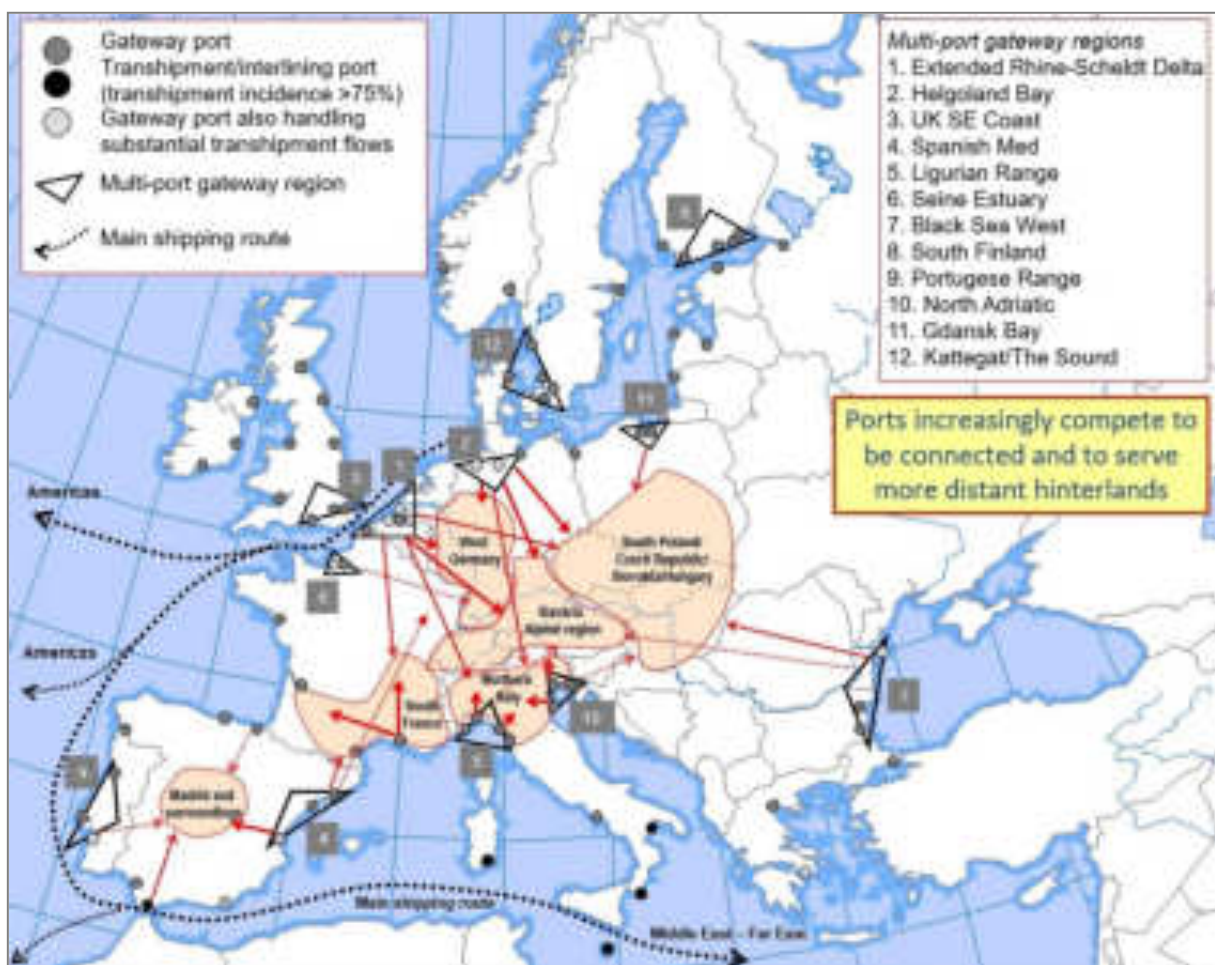 Gateway port
Transhipment/interlining port
(transhipment incidence >75%)
Gateway port also handling
substantial transhipment flows
Multi-port gateway region
Main shipping route
Multi-port gateway regions
1. Extended Rhine-Scheldt Delta
2. Helgoland Bay
3. UK SE Coast
4. Spanish Med
5. Ligurian Range
6. Seine Estuary
7. Black Sea West
8. South Finland
9. Portugese Range
10. North Adriatic
11. Gdansk Bay
12. Kattegat/The Sound
Ports increasingly compete to
be connected and to serve
more distant hinterlands
Americas
Americas
West
Germany
South Poland
Czech Republic
Alpine region
South
France
Madrid and
Main shipping route
Middle East - Far East
11